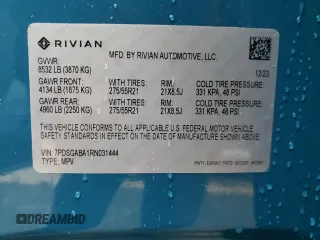 RIVIAN
MFD. BY RIVIAN AUTOMOTIVE, LLC.
GVWR:
8532 LB (3870 KG)
12/23
GAWR FRONT: WITH TIRES: RIM: COLD TIRE PRESSURE:
4134 LB (1875 KG) 275/55R21 21X8.5J 331 KPA, 48 PSI
GAWR REAR: WITH TIRES: RIM: COLD TIRE PRESSURE:
4960 LB (2250 KG) 275/55R21 21X8.5J 331 KPA, 48 PSI
THIS VEHICLE CONFORMS TO ALL APPLICABLE U.S. FEDERAL
MOTOR VEHICLE SAFETY AND THEFT PREVENTION STANDARDS
IN EFFECT ON THE DATE OF MANUFACTURE SHOWN ABOVE.
VIN: 7PDSGABA1RN031444
TYPE: MPV
DREAMBID